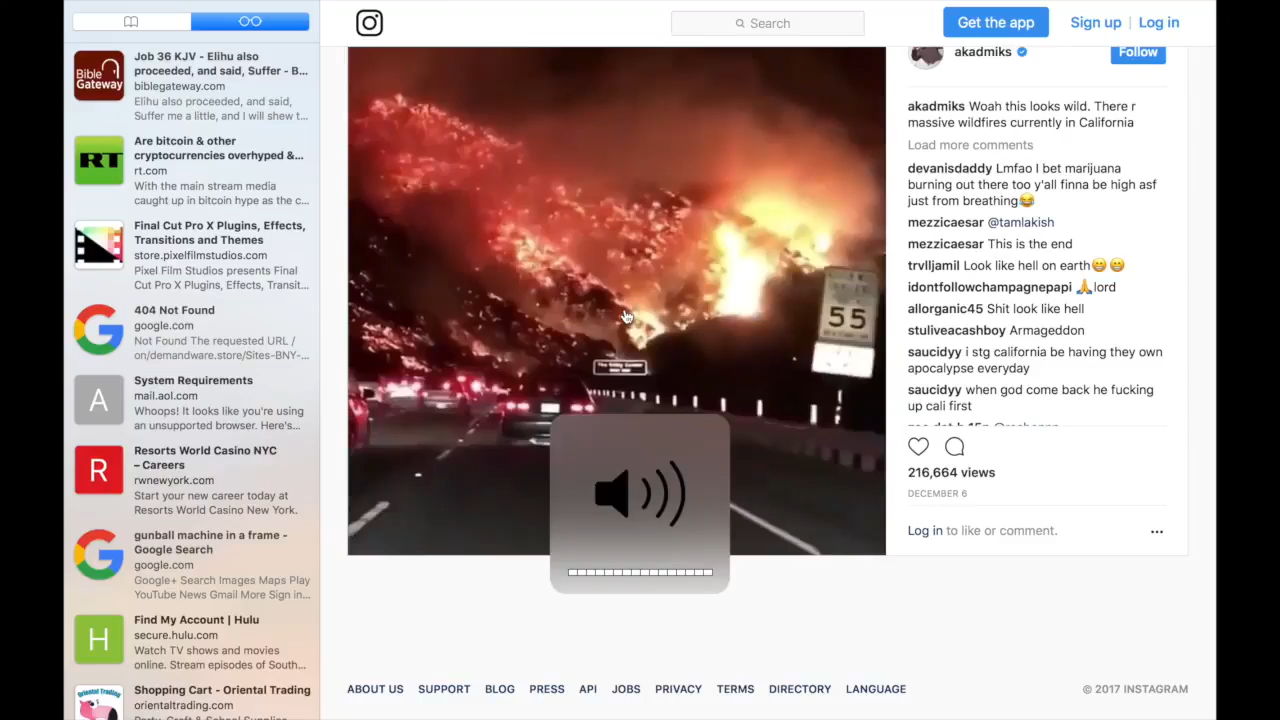 Job 36 KJV - Elihu also
proceeded, and said, Suffer - B...
biblegateway.com
Elihu also proceeded, and said,
Suffer me a little, and I will shew t...
Bible
Gateway
Are bitcoin & other
cryptocurrencies overhyped &...
rt.com
With the main stream media
caught up in bitcoin hype as the c...
RT
Final Cut Pro X Plugins, Effects,
Transitions and Themes
store.pixelfilmstudios.com
Pixel Film Studios presents Final
Cut Pro X Plugins, Effects, Transit...
404 Not Found
google.com
Not Found The requested URL /
on/demandware.store/Sites-BNY-...
G
System Requirements
mail.aol.com
Whoops! It looks like you're using
an unsupported browser. Here's...
A
Resorts World Casino NYC
– Careers
rwnewyork.com
Start your new career today at
Resorts World Casino New York.
R
gunball machine in a frame -
Google Search
google.com
Google+ Search Images Maps Play
YouTube News Gmail More Sign in...
G
Find My Account | Hulu
secure.hulu.com
Watch TV shows and movies
online. Stream episodes of South...
H
Shopping Cart - Oriental Trading
orientaltrading.com
Oriental Trading
Search
Get the app
Sign up | Log in
55
akadmiks
Follow
akadmiks Woah this looks wild. There r
massive wildfires currently in California
Load more comments
devanisdaddy Lmfao I bet marijuana
burning out there too y'all finna be high asf
just from breathing😂
mezzicaesar @tamlakish
mezzicaesar This is the end
trvlljamil Look like hell on earth😁😁
idontfollowchampagnepapi 🙏lord
allorganic45 Shit look like hell
stuliveacashboy Armageddon
saucidyy i stg california be having they own
apocalypse everyday
saucidyy when god come back he fucking
up cali first
216,664 views
DECEMBER 6
Log in to like or comment.
ABOUT US SUPPORT BLOG PRESS API JOBS PRIVACY TERMS DIRECTORY LANGUAGE
© 2017 INSTAGRAM